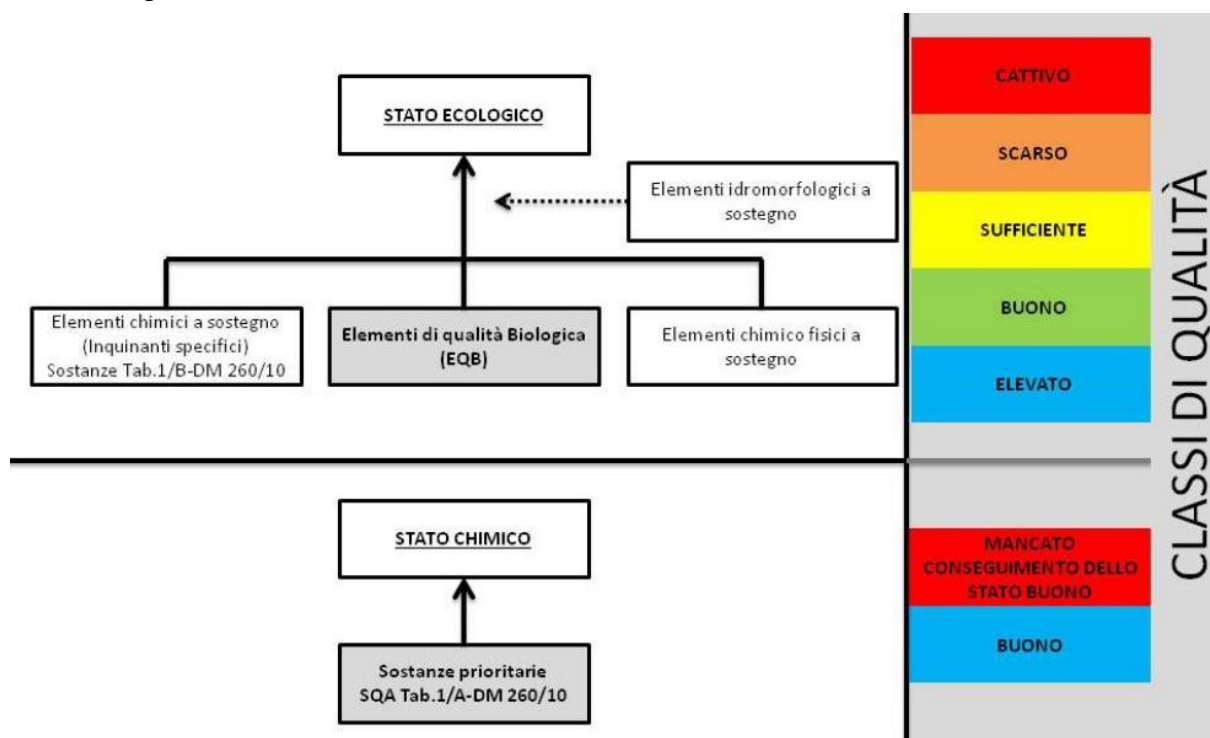 STATO ECOLOGICO
Elementi idromorfologici a
sostegno
Elementi chimici a sostegno
(Inquinanti specifici)
Sostanze Tab.1/B-DM 260/10
Elementi di qualità Biologica
(EQB)
Elementi chimico fisici a
sostegno
CATTIVO
SCARSO
SUFFICIENTE
BUONO
ELEVATO
STATO CHIMICO
Sostanze prioritarie
SQA Tab.1/A-DM 260/10
MANCATO
CONSEGUIMENTO DELLO
STATO BUONO
BUONO
CLASSI DI QUALITÀ